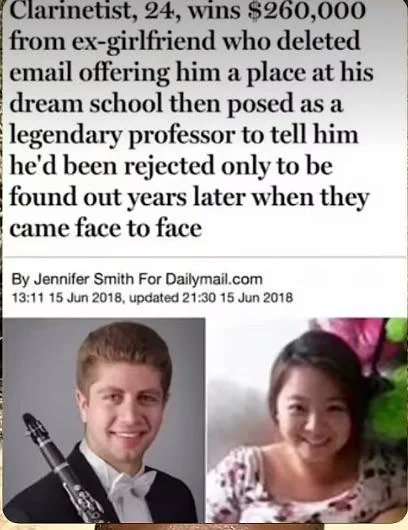 Clarinetist, 24, wins $260,000
from ex-girlfriend who deleted
email offering him a place at his
dream school then posed as a
legendary professor to tell him
he'd been rejected only to be
found out years later when they
came face to face
By Jennifer Smith For Dailymail.com
13:11 15 Jun 2018, updated 21:30 15 Jun 2018